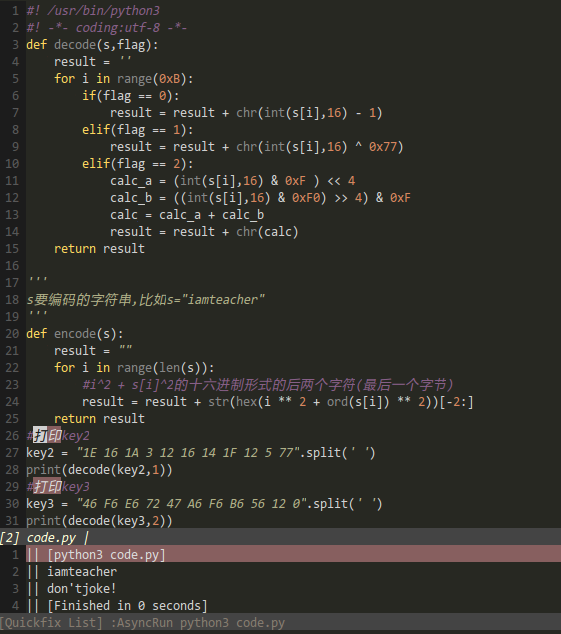 1 #! /usr/bin/python3
2 #! -*- coding:utf-8 -*-
3 def decode(s,flag):
4     result = ''
5     for i in range(0xB):
6         if(flag == 0):
7             result = result + chr(int(s[i],16) - 1)
8         elif(flag == 1):
9             result = result + chr(int(s[i],16) ^ 0x77)
10         elif(flag == 2):
11             calc_a = (int(s[i],16) & 0xF ) << 4
12             calc_b = ((int(s[i],16) & 0xF0) >> 4) & 0xF
13             calc = calc_a + calc_b
14             result = result + chr(calc)
15     return result
16
17 '''
18 s要编码的字符串,比如s="iamteacher"
19 '''
20 def encode(s):
21     result = ""
22     for i in range(len(s)):
23         #i^2 + s[i]^2的十六进制形式的后两个字符(最后一个字节)
24         result = result + str(hex(i ** 2 + ord(s[i]) ** 2))[-2:]
25     return result
26 #打印key2
27 key2 = "1E 16 1A 3 12 16 14 1F 12 5 77".split(' ')
28 print(decode(key2,1))
29 #打印key3
30 key3 = "46 F6 E6 72 47 A6 F6 B6 56 12 0".split(' ')
31 print(decode(key3,2))
[2] code.py |
1 || [python3 code.py]
2 || iamteacher
3 || don'tjoke!
4 || [Finished in 0 seconds]
[Quickfix List] :AsyncRun python3 code.py